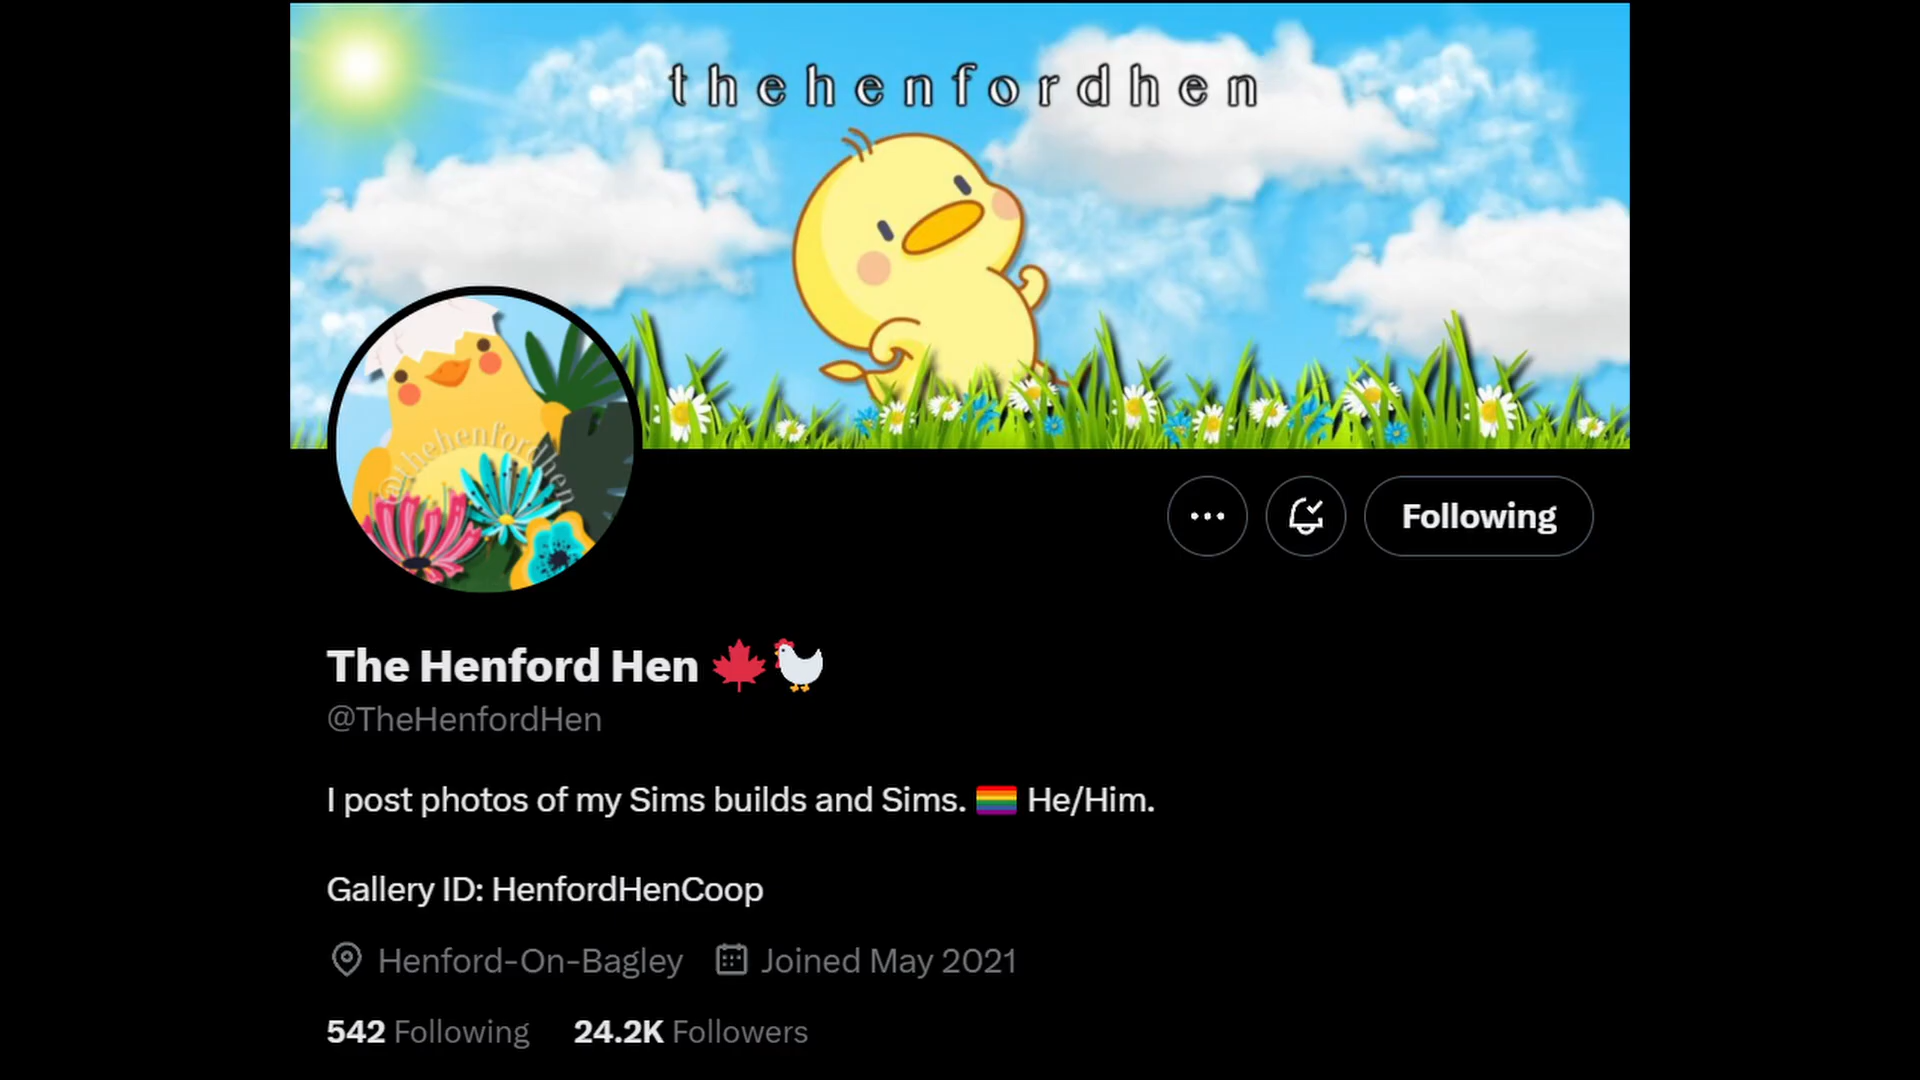 thehenfordhen
@thehenfordhen
Following
The Henford Hen 🍁🐓
@TheHenfordHen
I post photos of my Sims builds and Sims. 🏳️‍🌈 He/Him.
Gallery ID: HenfordHenCoop
Henford-On-Bagley Joined May 2021
542 Following 24.2K Followers